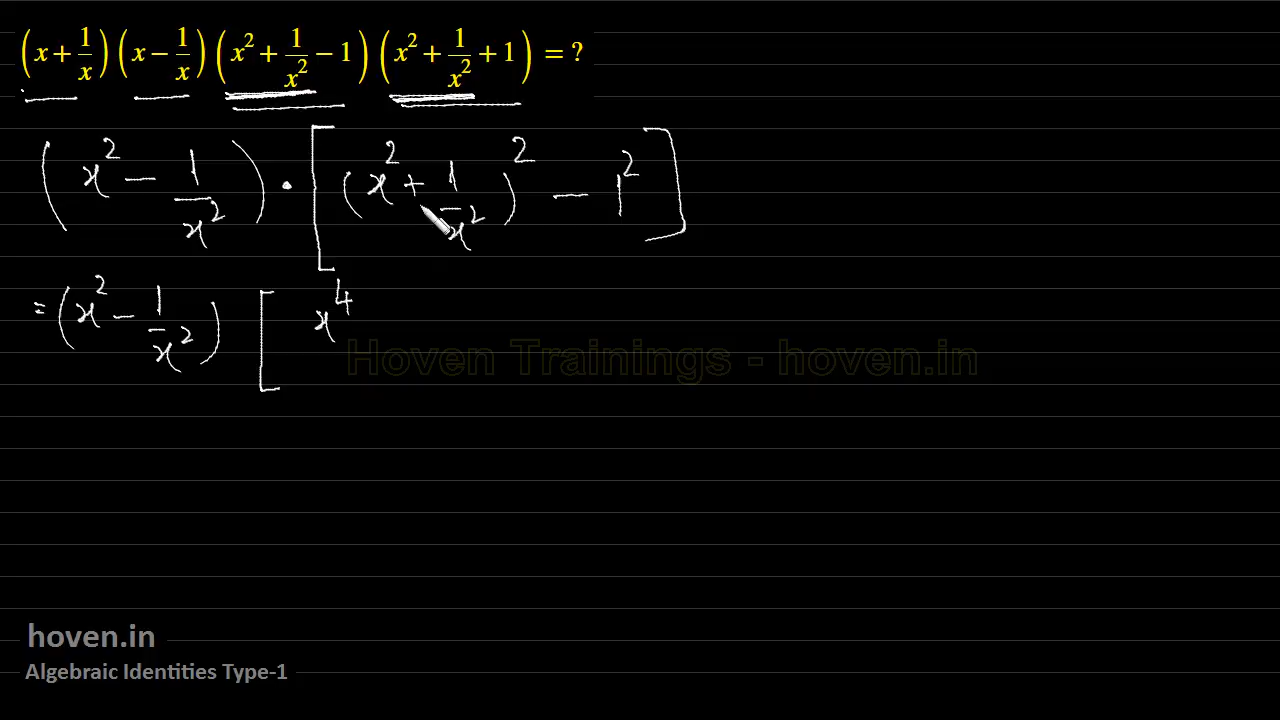 (x + 1/x) (x − 1/x) (x² + 1/x² − 1) (x² + 1/x² + 1) = ?
(x² − 1/x²) · [(x² + 1/x²)² − 1²]
= (x² − 1/x²) [ x⁴
Hoven Trainings - hoven.in
hoven.in
Algebraic Identities Type-1